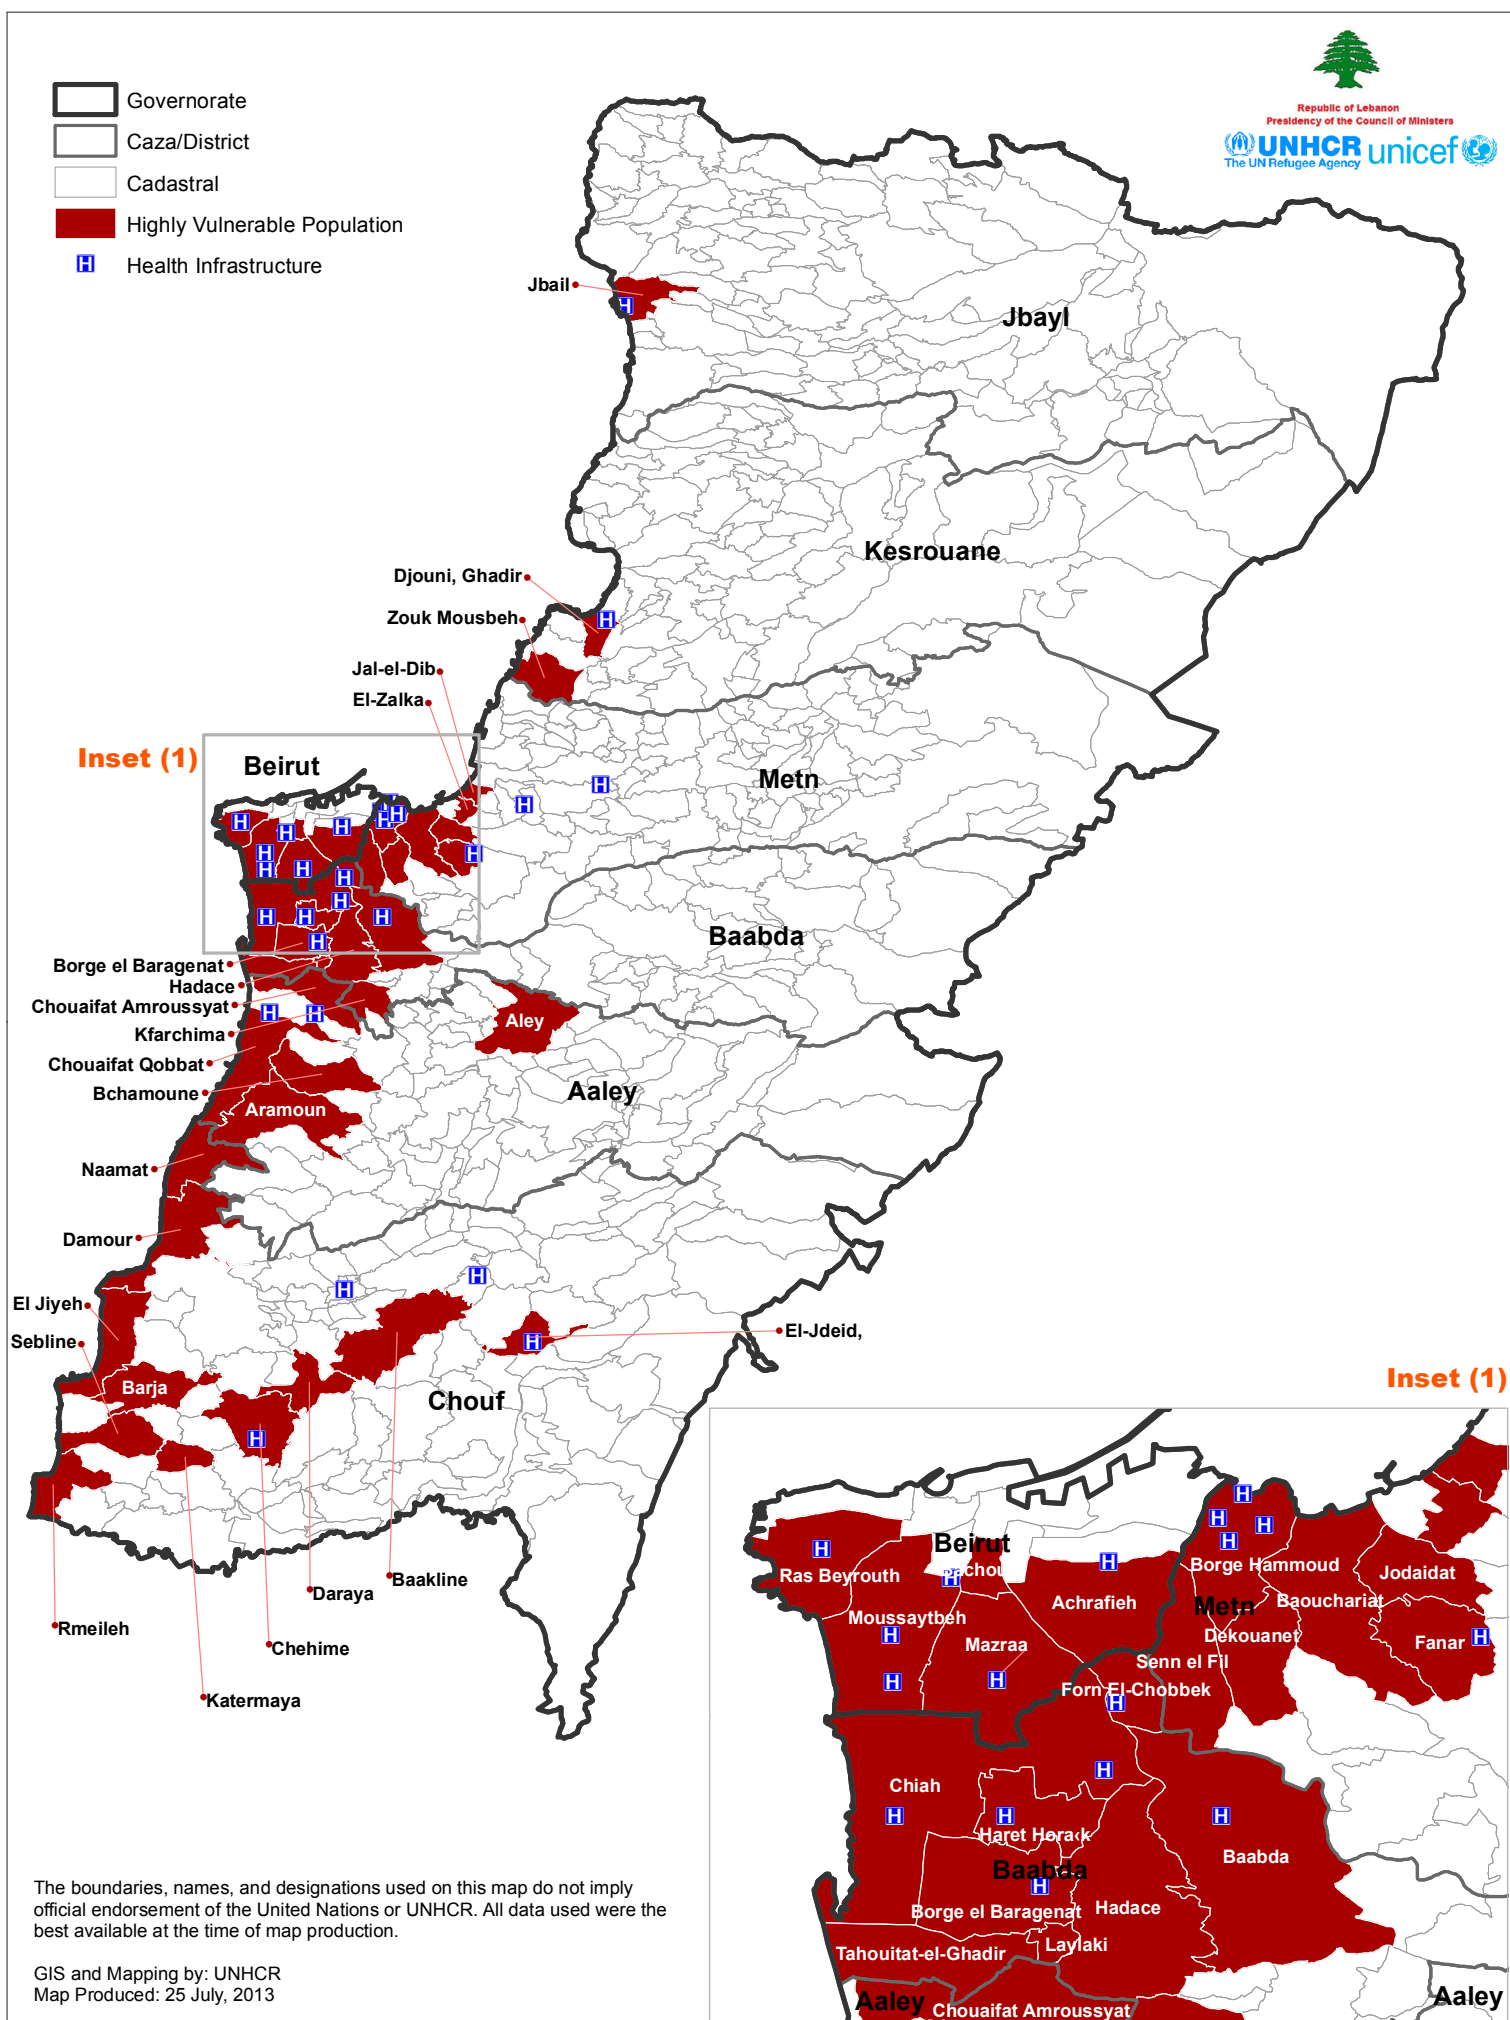 Governorate
Caza/District
Cadastral
Highly Vulnerable Population
H Health Infrastructure
Republic of Lebanon
Presidency of the Council of Ministers
UNHCR
The UN Refugee Agency
unicef
Jbail
Jbayl
Kesrouane
Djouni, Ghadir
Zouk Mousbeh
Jal-el-Dib
El-Zalka
Inset (1)
Beirut
Metn
Baabda
Borge el Baragenat
Hadace
Chouaifat Amroussyat
Kfarchima
Chouaifat Qobbat
Bchamoune
Aley
Aaley
Aramoun
Naamat
Damour
El Jiyeh
Sebline
El-Jdeid,
Barja
Chouf
Baakline
Daraya
Rmeileh
Chehime
Katermaya
Inset (1)
Beirut
Ras Beyrouth
Achrafieh
Borge Hammoud
Jodaidat
Moussaytbeh
Metn
Baouchariat
Mazraa
Dekouanet
Fanar
Senn el Fil
Forn El-Chobbek
Chiah
Haret Horaik
Baabda
Baabda
Borge el Baragenat
Hadace
Tahouitat-el-Ghadir
Laylaki
Aaley
Chouaifat Amroussyat
Aaley
The boundaries, names, and designations used on this map do not imply
official endorsement of the United Nations or UNHCR. All data used were the
best available at the time of map production.
GIS and Mapping by: UNHCR
Map Produced: 25 July, 2013